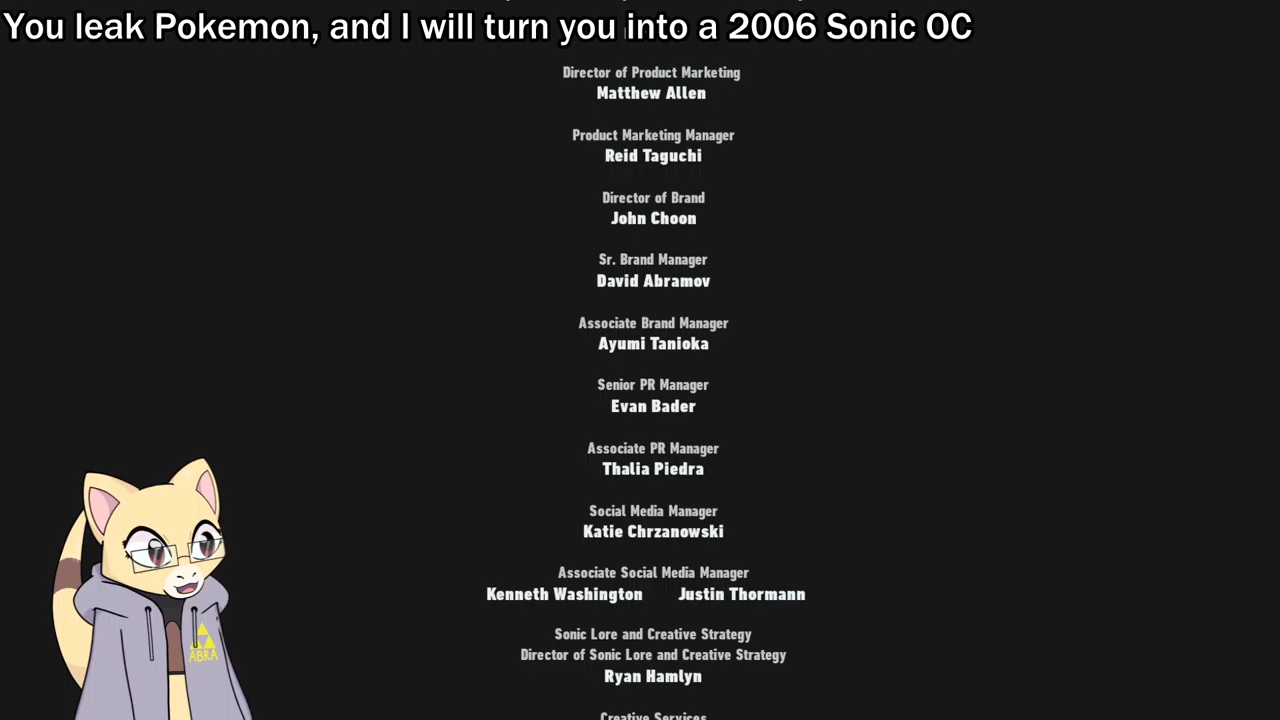 You leak Pokemon, and I will turn you into a 2006 Sonic OC
Director of Product Marketing
Matthew Allen
Product Marketing Manager
Reid Taguchi
Director of Brand
John Choon
Sr. Brand Manager
David Abramov
Associate Brand Manager
Ayumi Tanioka
Senior PR Manager
Evan Bader
Associate PR Manager
Thalia Piedra
Social Media Manager
Katie Chrzanowski
Associate Social Media Manager
Kenneth Washington Justin Thormann
Sonic Lore and Creative Strategy
Director of Sonic Lore and Creative Strategy
Ryan Hamlyn
Creative Services
ABRA